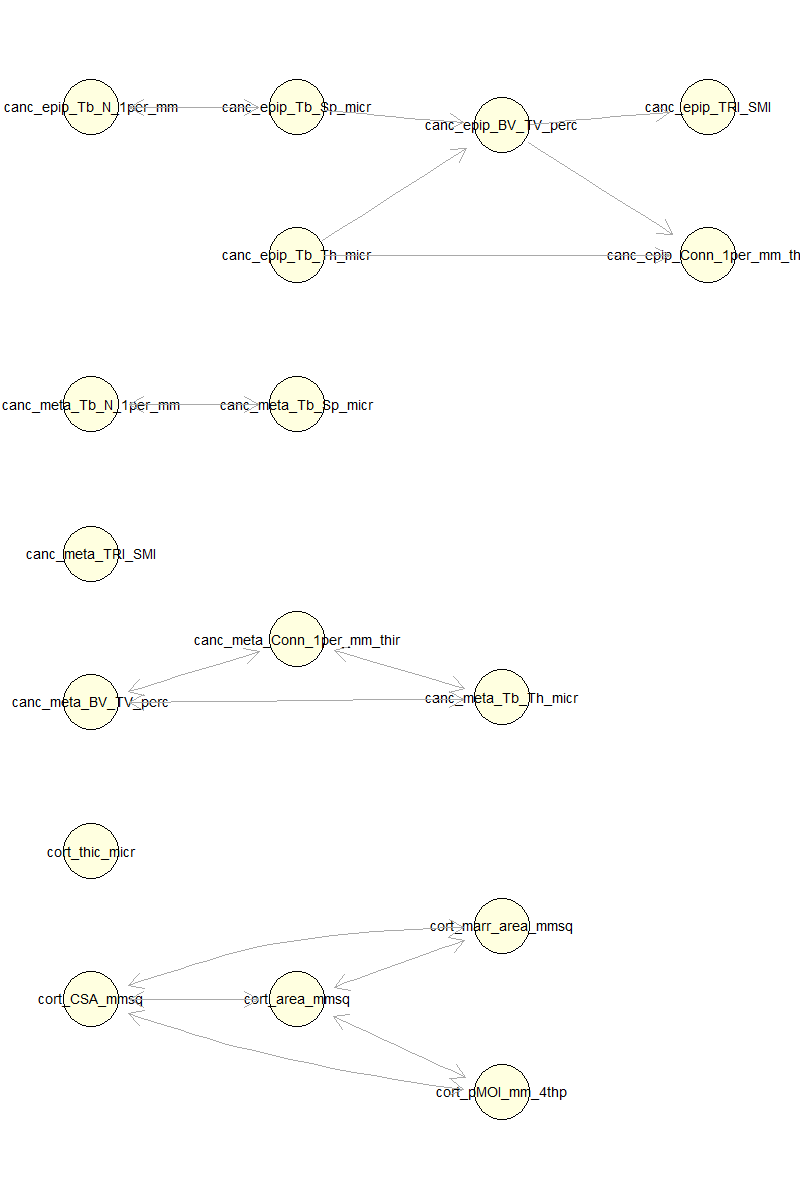 canc_epip_Tb_N_1per_mm
canc_epip_Tb_Sp_micr
canc_epip_BV_TV_perc
canc_epip_TRI_SMI
canc_epip_Tb_Th_micr
canc_epip_Conn_1per_mm_th
canc_meta_Tb_N_1per_mm
canc_meta_Tb_Sp_micr
canc_meta_TRI_SMI
canc_meta_Conn_1per_mm_thir
canc_meta_BV_TV_perc
canc_meta_Tb_Th_micr
cort_thic_micr
cort_marr_area_mmsq
cort_CSA_mmsq
cort_area_mmsq
cort_pMOI_mm_4thp